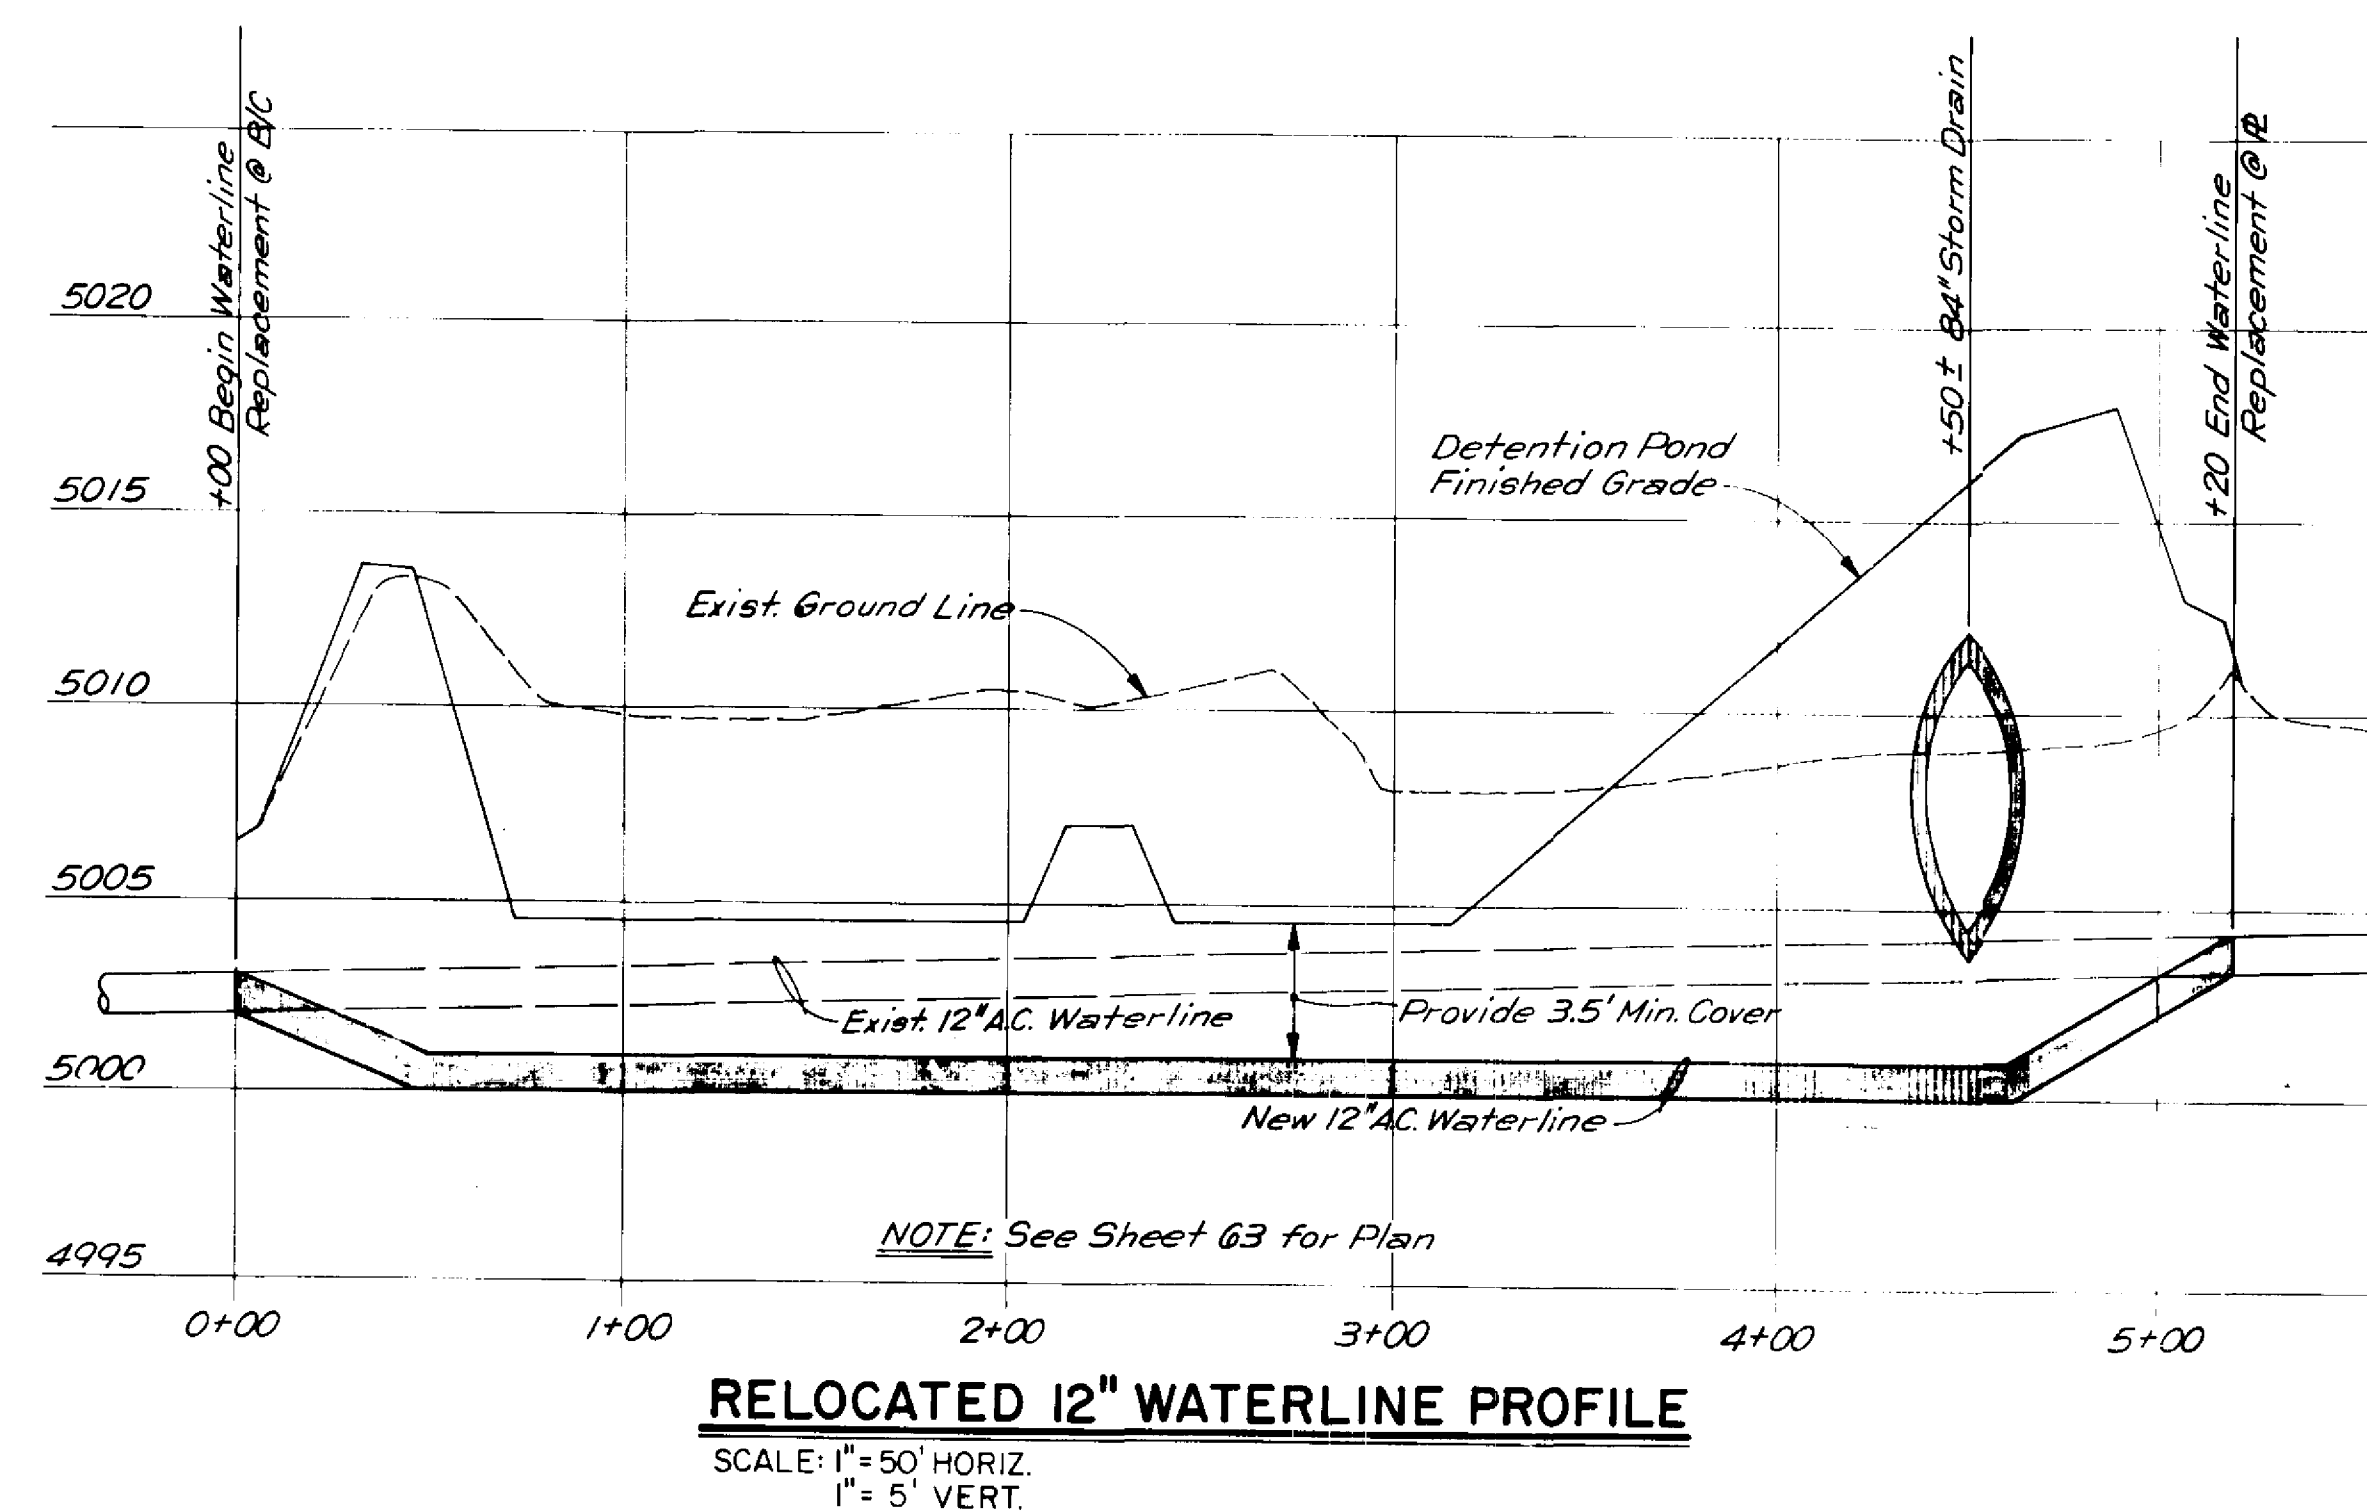 +00 Begin Waterline
Replacement @ B/C
+50± 84" Storm Drain
+20 End Waterline
Replacement @ PL
5020
5015
5010
5005
5000
4995
Detention Pond
Finished Grade
Exist. Ground Line
Exist. 12" A.C. Waterline
Provide 3.5' Min. Cover
New 12" A.C. Waterline
NOTE: See Sheet 63 for Plan
0+00
1+00
2+00
3+00
4+00
5+00
RELOCATED 12" WATERLINE PROFILE
SCALE: 1" = 50' HORIZ.
1" = 5' VERT.